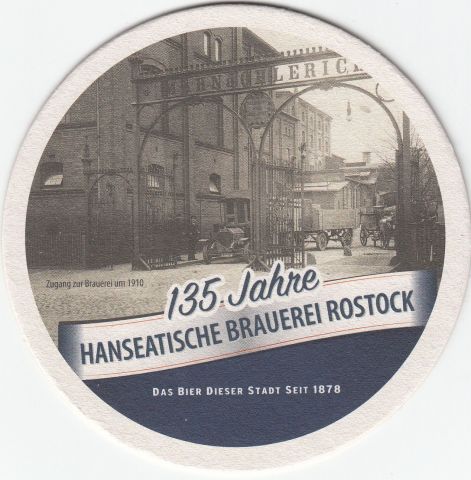 Zugang zur Brauerei um 1910
135 Jahre
HANSEATISCHE BRAUEREI ROSTOCK
DAS BIER DIESER STADT SEIT 1878